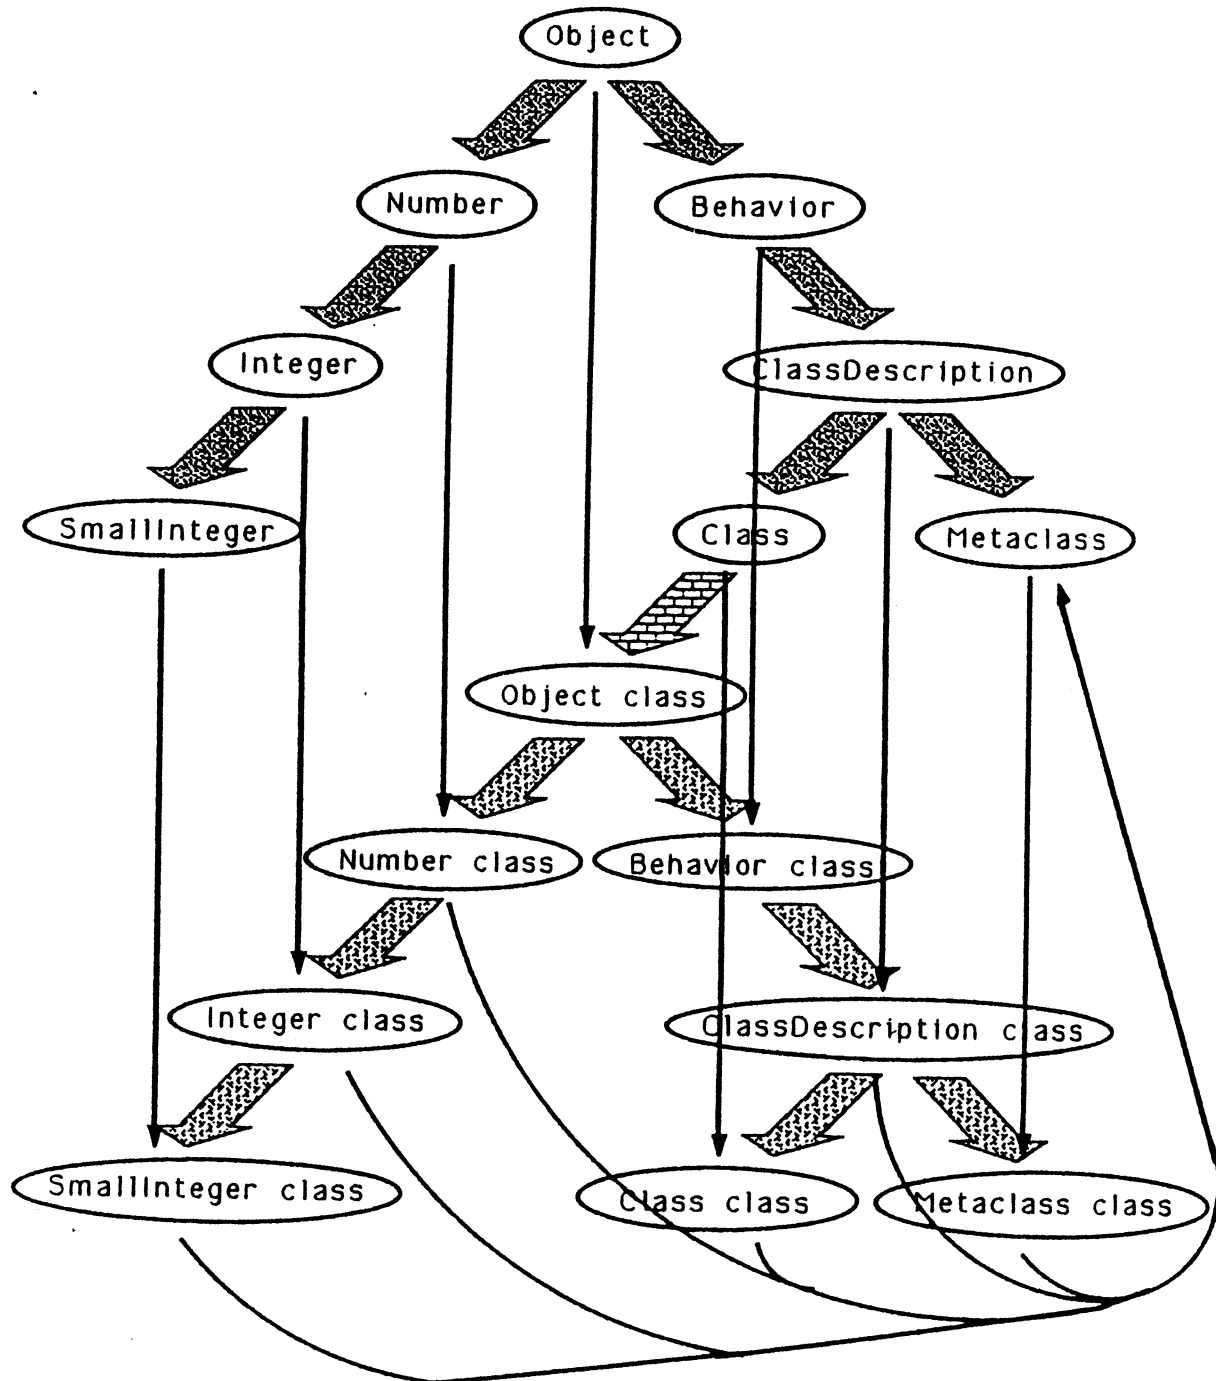 Object
Number
Behavior
Integer
ClassDescription
SmallInteger
Class
Metaclass
Object class
Number class
Behavior class
Integer class
ClassDescription class
SmallInteger class
Class class
Metaclass class